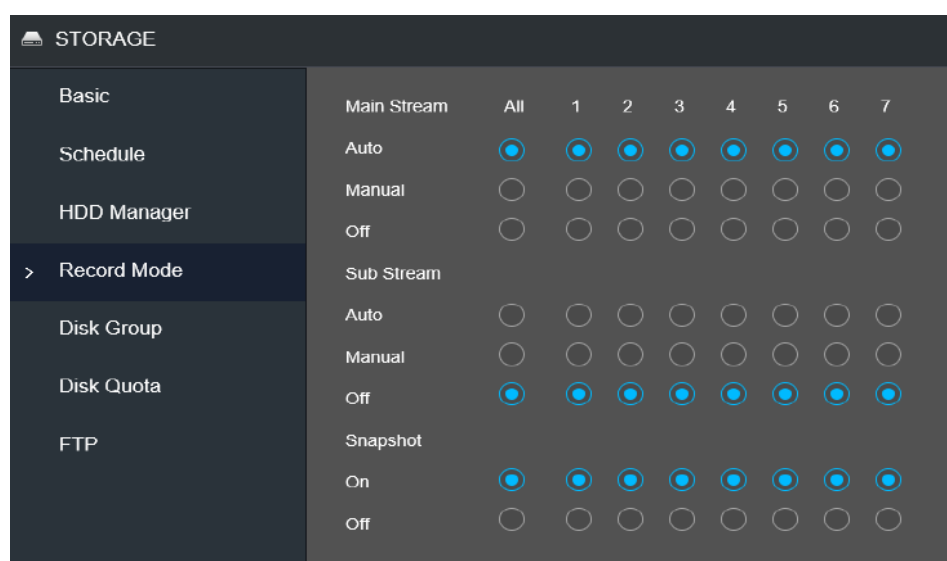 STORAGE
Basic
Schedule
HDD Manager
> Record Mode
Disk Group
Disk Quota
FTP
Main Stream All 1 2 3 4 5 6 7
Auto
Manual
Off
Sub Stream
Auto
Manual
Off
Snapshot
On
Off